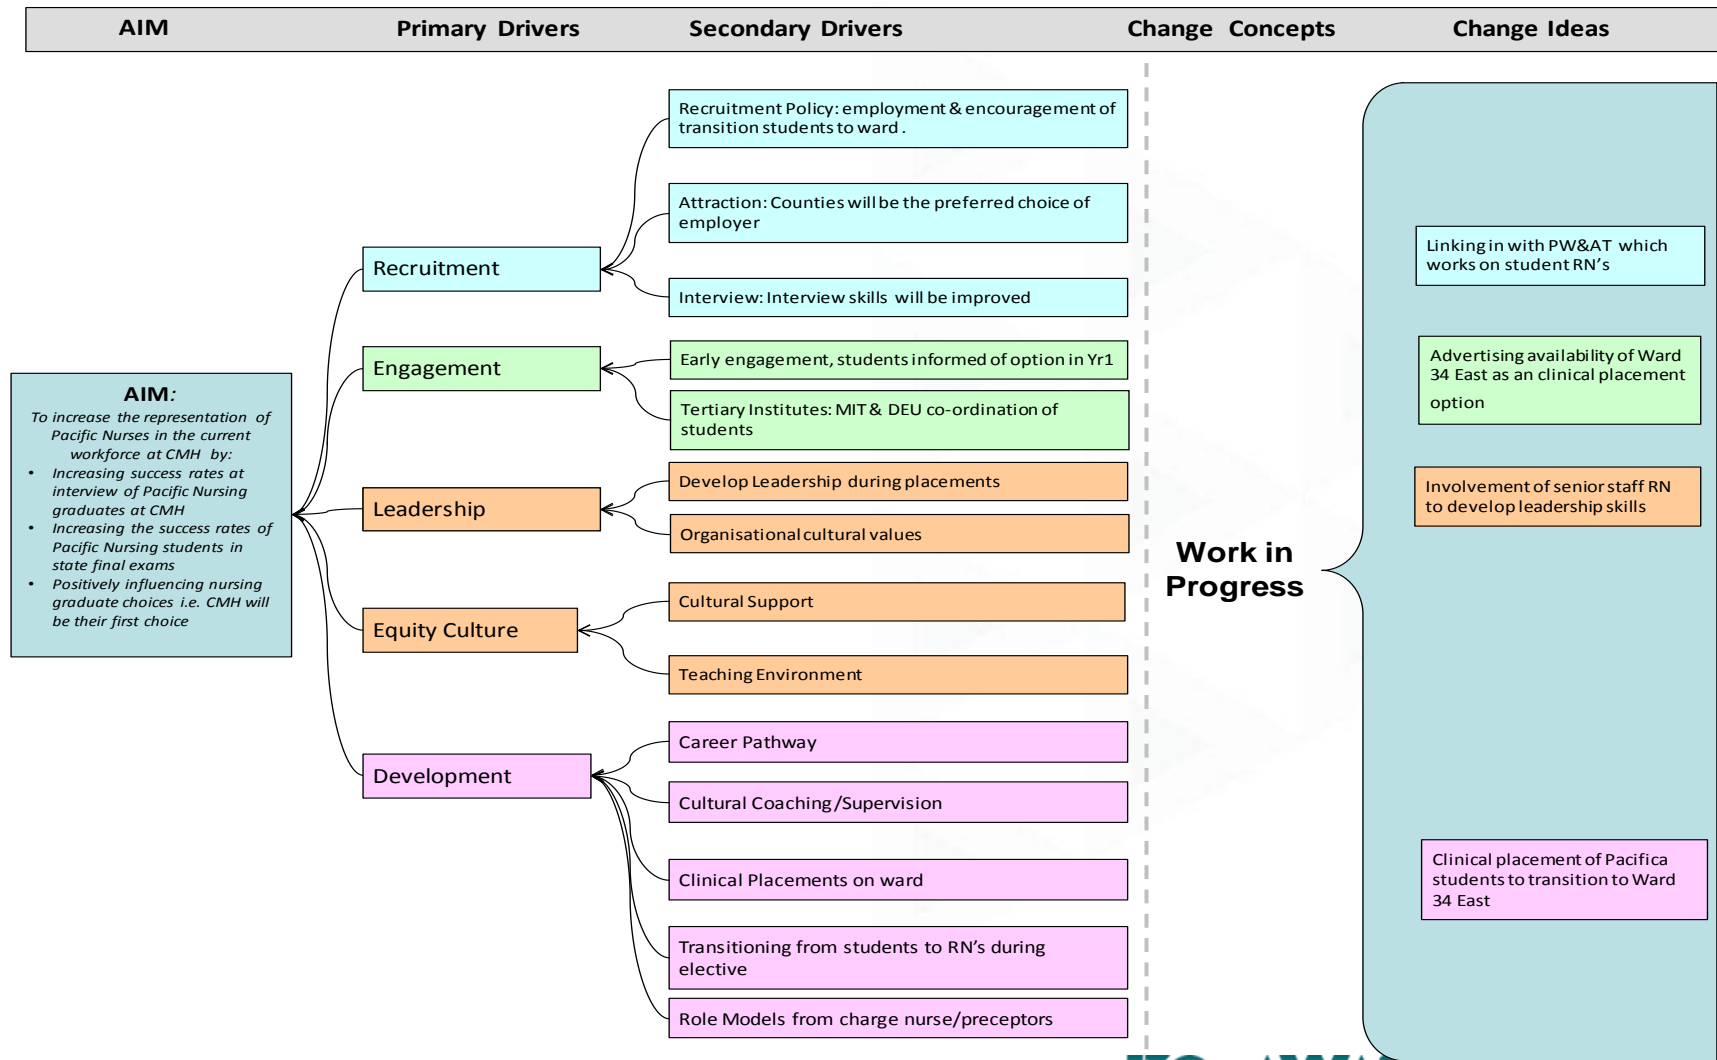 AIM Primary Drivers Secondary Drivers Change Concepts Change Ideas
AIM:
To increase the representation of
Pacific Nurses in the current
workforce at CMH by:
• Increasing success rates at
interview of Pacific Nursing
graduates at CMH
• Increasing the success rates of
Pacific Nursing students in
state final exams
• Positively influencing nursing
graduate choices i.e. CMH will
be their first choice
Recruitment
Engagement
Leadership
Equity Culture
Development
Recruitment Policy: employment & encouragement of
transition students to ward .
Attraction: Counties will be the preferred choice of
employer
Interview: Interview skills will be improved
Early engagement, students informed of option in Yr1
Tertiary Institutes: MIT & DEU co-ordination of
students
Develop Leadership during placements
Organisational cultural values
Cultural Support
Teaching Environment
Career Pathway
Cultural Coaching/Supervision
Clinical Placements on ward
Transitioning from students to RN's during
elective
Role Models from charge nurse/preceptors
Work in
Progress
Linking in with PW&AT which
works on student RN's
Advertising availability of Ward
34 East as an clinical placement
option
Involvement of senior staff RN
to develop leadership skills
Clinical placement of Pacifica
students to transition to Ward
34 East